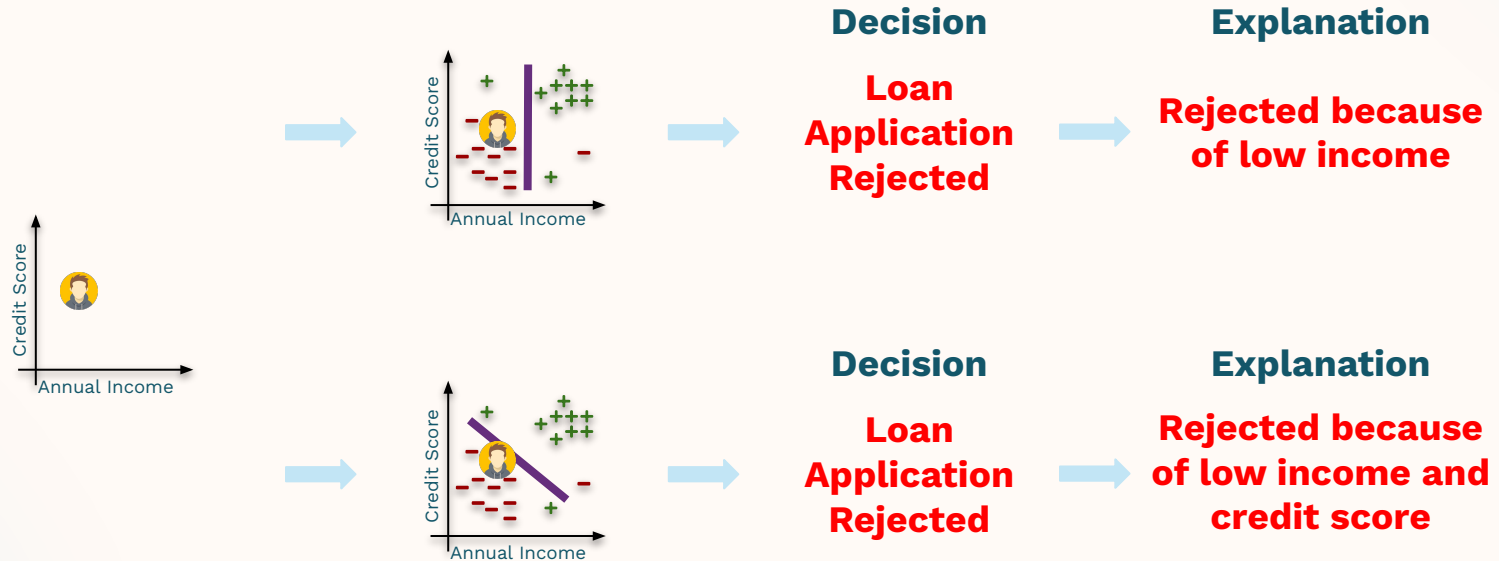 Credit Score
Annual Income
Credit Score
Annual Income
Decision
Loan
Application
Rejected
Explanation
Rejected because
of low income
Credit Score
Annual Income
Decision
Loan
Application
Rejected
Explanation
Rejected because
of low income and
credit score